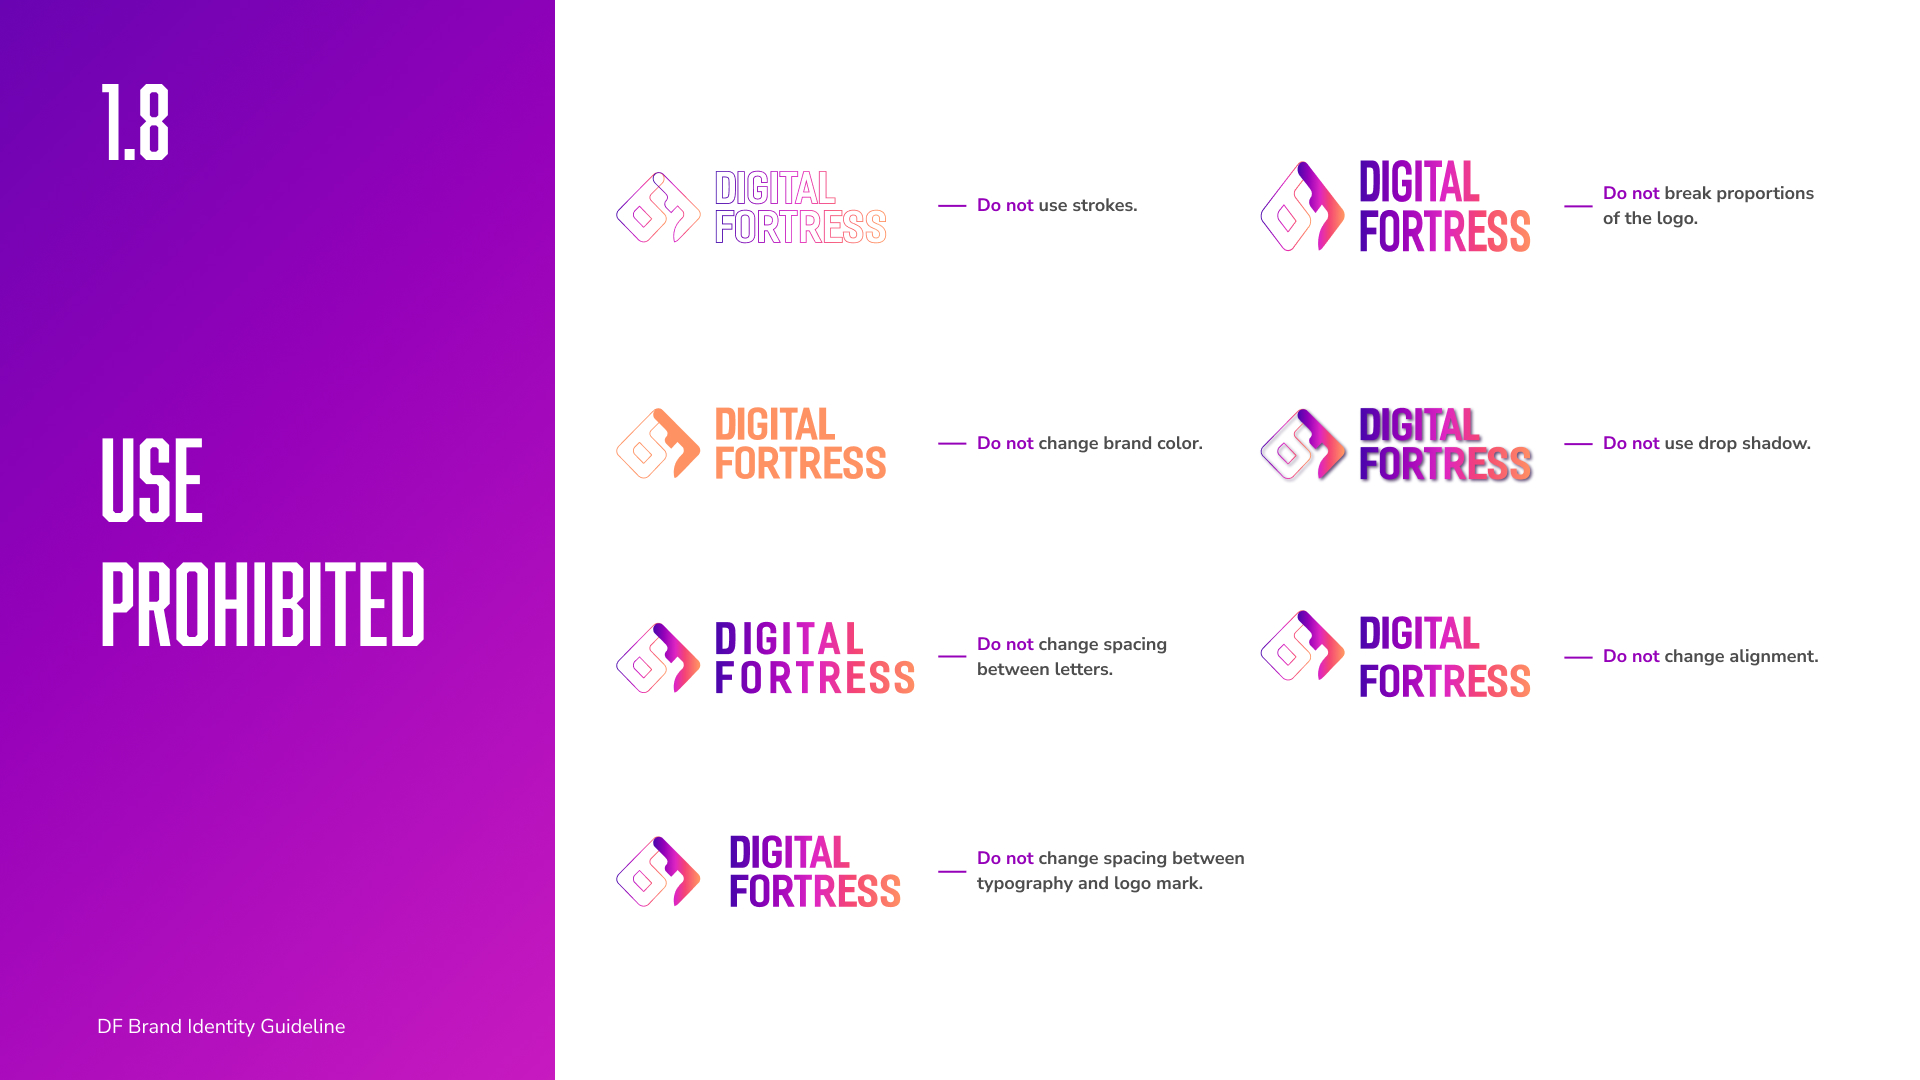 1.8
USE
PROHIBITED
DF Brand Identity Guideline
DIGITAL
FORTRESS
Do not use strokes.
DIGITAL
FORTRESS
Do not break proportions
of the logo.
DIGITAL
FORTRESS
Do not change brand color.
DIGITAL
FORTRESS
Do not use drop shadow.
DIGITAL
FORTRESS
Do not change spacing
between letters.
DIGITAL
FORTRESS
Do not change alignment.
DIGITAL
FORTRESS
Do not change spacing between
typography and logo mark.